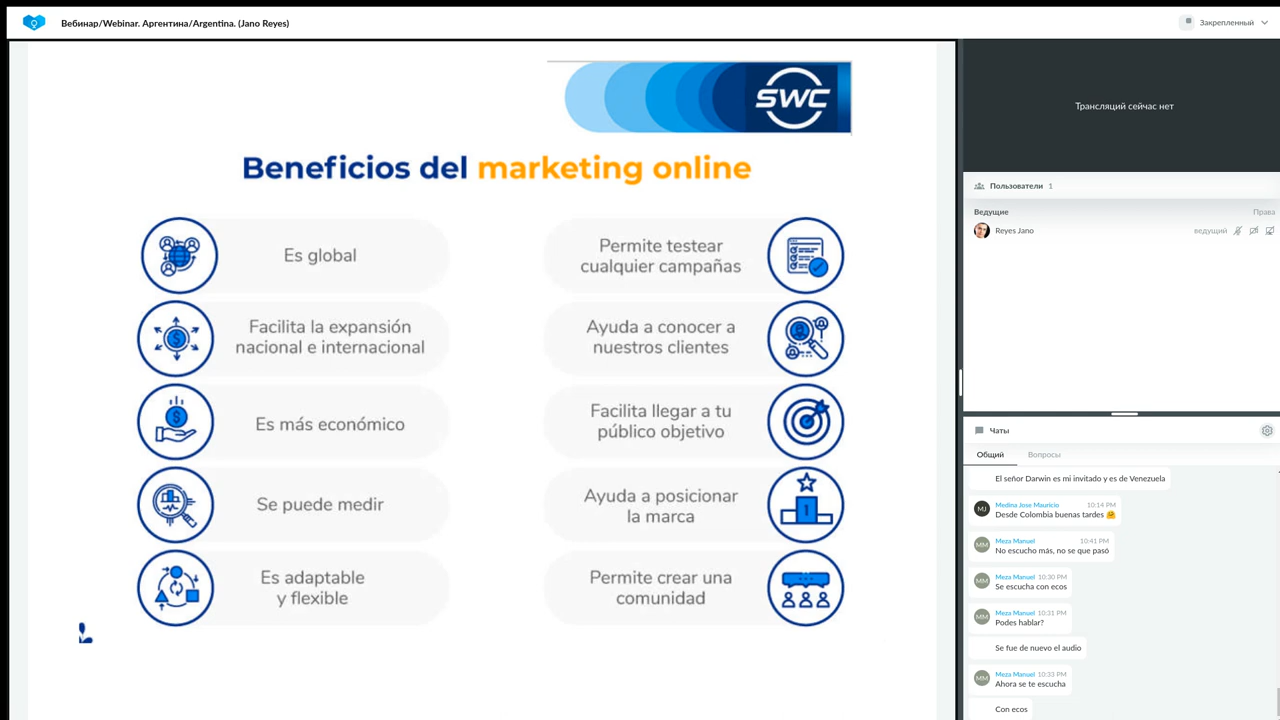 Вебинар/Webinar. Аргентина/Argentina. (Jano Reyes)
Закрепленный
SWC
Beneficios del marketing online
Es global
Facilita la expansión
nacional e internacional
Es más económico
Se puede medir
Es adaptable
y flexible
Permite testear
cualquier campañas
Ayuda a conocer a
nuestros clientes
Facilita llegar a tu
público objetivo
Ayuda a posicionar
la marca
1
Permite crear una
comunidad
Трансляций сейчас нет
Пользователи 1
Ведущие Права
Reyes Jano ведущий
Чаты
Общий Вопросы
El señor Darwin es mi invitado y es de Venezuela
MJ Medina Jose Mauricio 10:14 PM
Desde Colombia buenas tardes 🤗
MM Meza Manuel 10:41 PM
No escucho más, no se que pasó
MM Meza Manuel 10:30 PM
Se escucha con ecos
MM Meza Manuel 10:31 PM
Podes hablar?
Se fue de nuevo el audio
MM Meza Manuel 10:33 PM
Ahora se te escucha
Con ecos